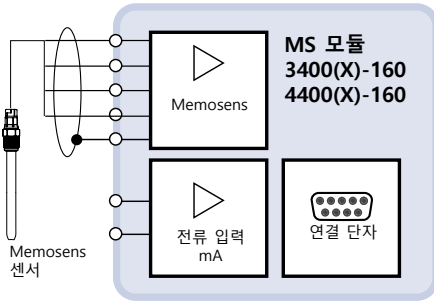 MS 모듈
3400(X)-160
4400(X)-160
Memosens
전류 입력
mA
연결 단자
Memosens
센서